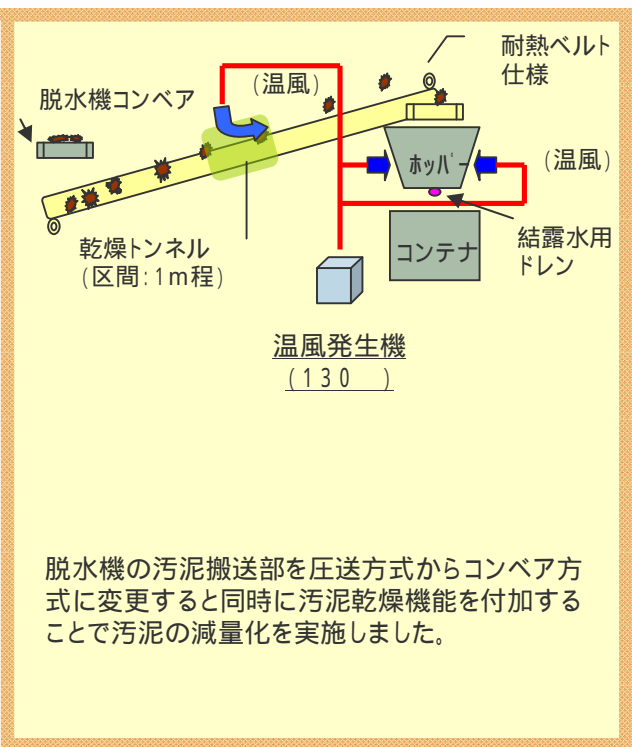 耐熱ベルト
仕様
(温風)
脱水機コンベア
ホッパー
(温風)
乾燥トンネル
(区間:1m程)
コンテナ
結露水用
ドレン
温風発生機
(130 )
脱水機の汚泥搬送部を圧送方式からコンベア方
式に変更すると同時に汚泥乾燥機能を付加する
ことで汚泥の減量化を実施しました。